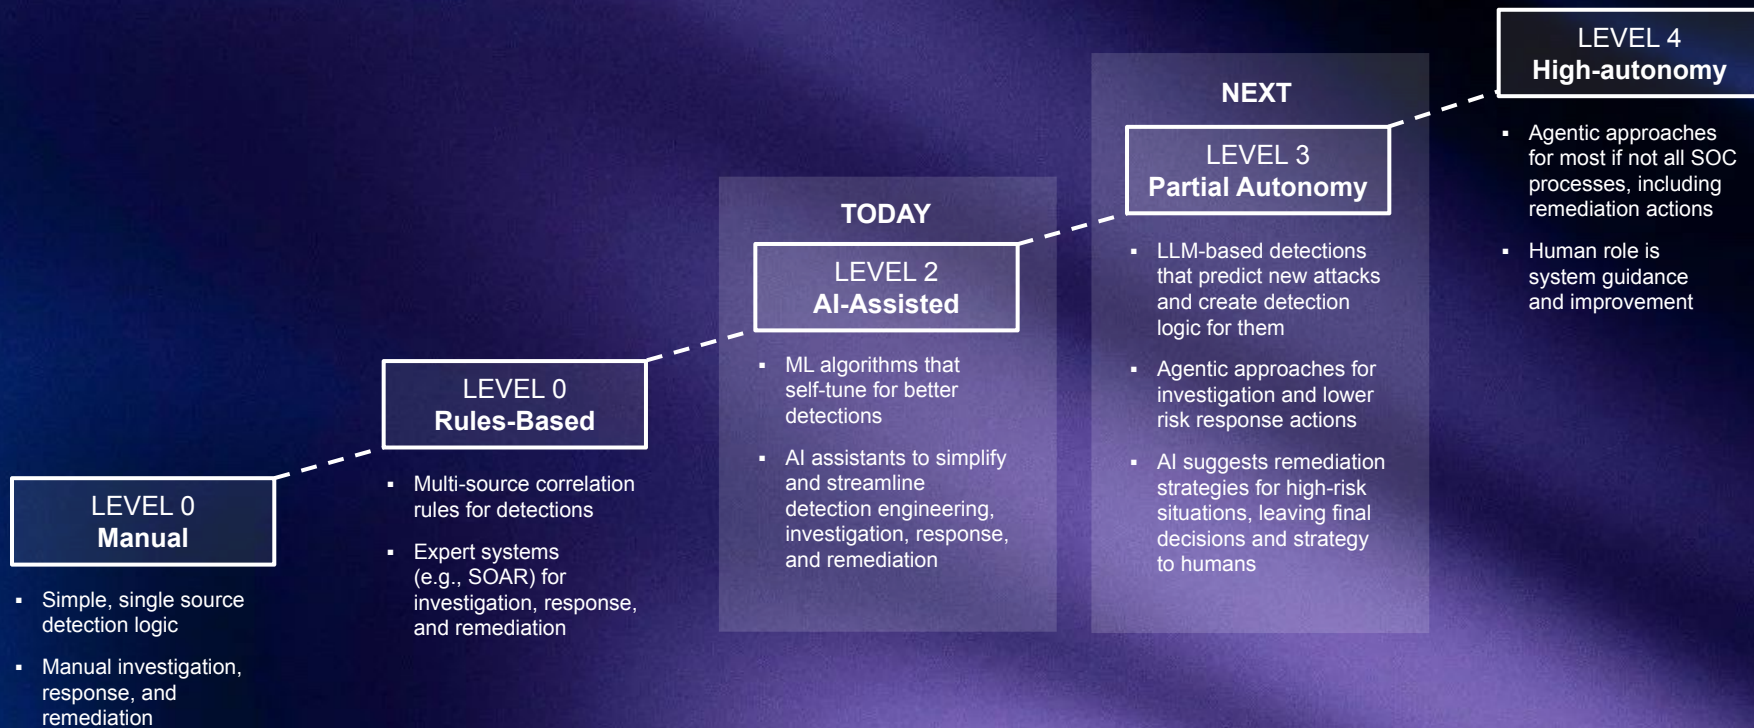 LEVEL 0
Manual
▪ Simple, single source
detection logic
▪ Manual investigation,
response, and
remediation
LEVEL 0
Rules-Based
▪ Multi-source correlation
rules for detections
▪ Expert systems
(e.g., SOAR) for
investigation, response,
and remediation
TODAY
LEVEL 2
AI-Assisted
▪ ML algorithms that
self-tune for better
detections
▪ AI assistants to simplify
and streamline
detection engineering,
investigation, response,
and remediation
NEXT
LEVEL 3
Partial Autonomy
▪ LLM-based detections
that predict new attacks
and create detection
logic for them
▪ Agentic approaches for
investigation and lower
risk response actions
▪ AI suggests remediation
strategies for high-risk
situations, leaving final
decisions and strategy
to humans
LEVEL 4
High-autonomy
▪ Agentic approaches
for most if not all SOC
processes, including
remediation actions
▪ Human role is
system guidance
and improvement